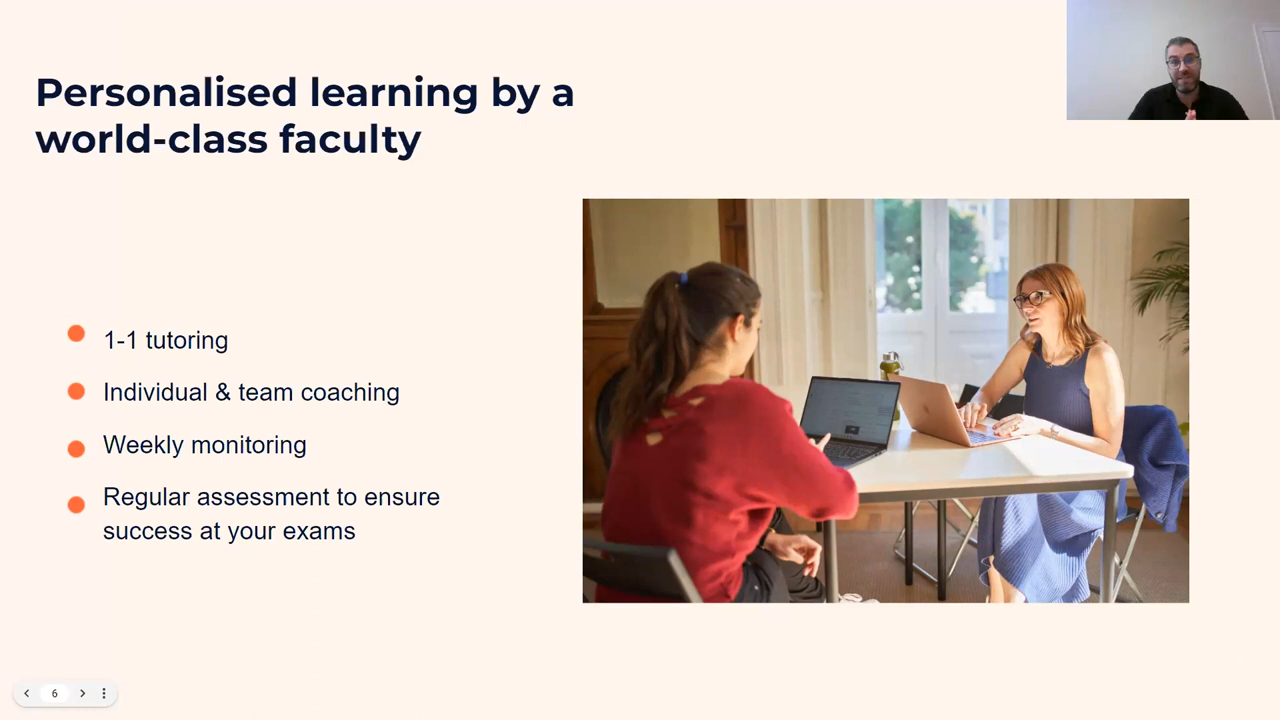 Personalised learning by a
world-class faculty
1-1 tutoring
Individual & team coaching
Weekly monitoring
Regular assessment to ensure
success at your exams
6